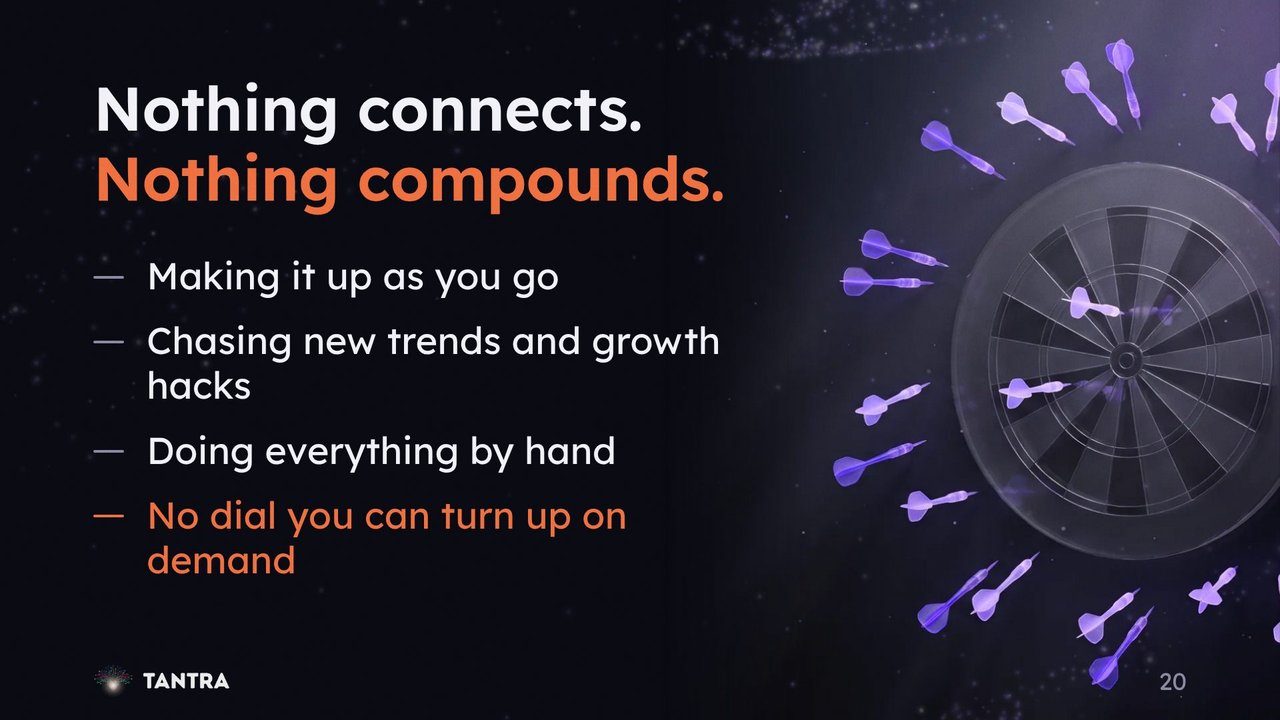 Nothing connects.
Nothing compounds.
— Making it up as you go
— Chasing new trends and growth
hacks
— Doing everything by hand
— No dial you can turn up on
demand
TANTRA
20